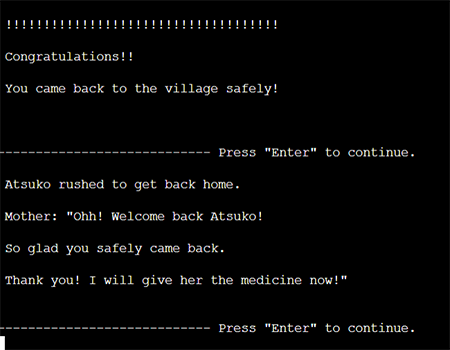 !!!!!!!!!!!!!!!!!!!!!!!!!!!!!!!!!!!
Congratulations!!
You came back to the village safely!
---------------------------- Press "Enter" to continue.
Atsuko rushed to get back home.
Mother: "Ohh! Welcome back Atsuko!
So glad you safely came back.
Thank you! I will give her the medicine now!"
---------------------------- Press "Enter" to continue.